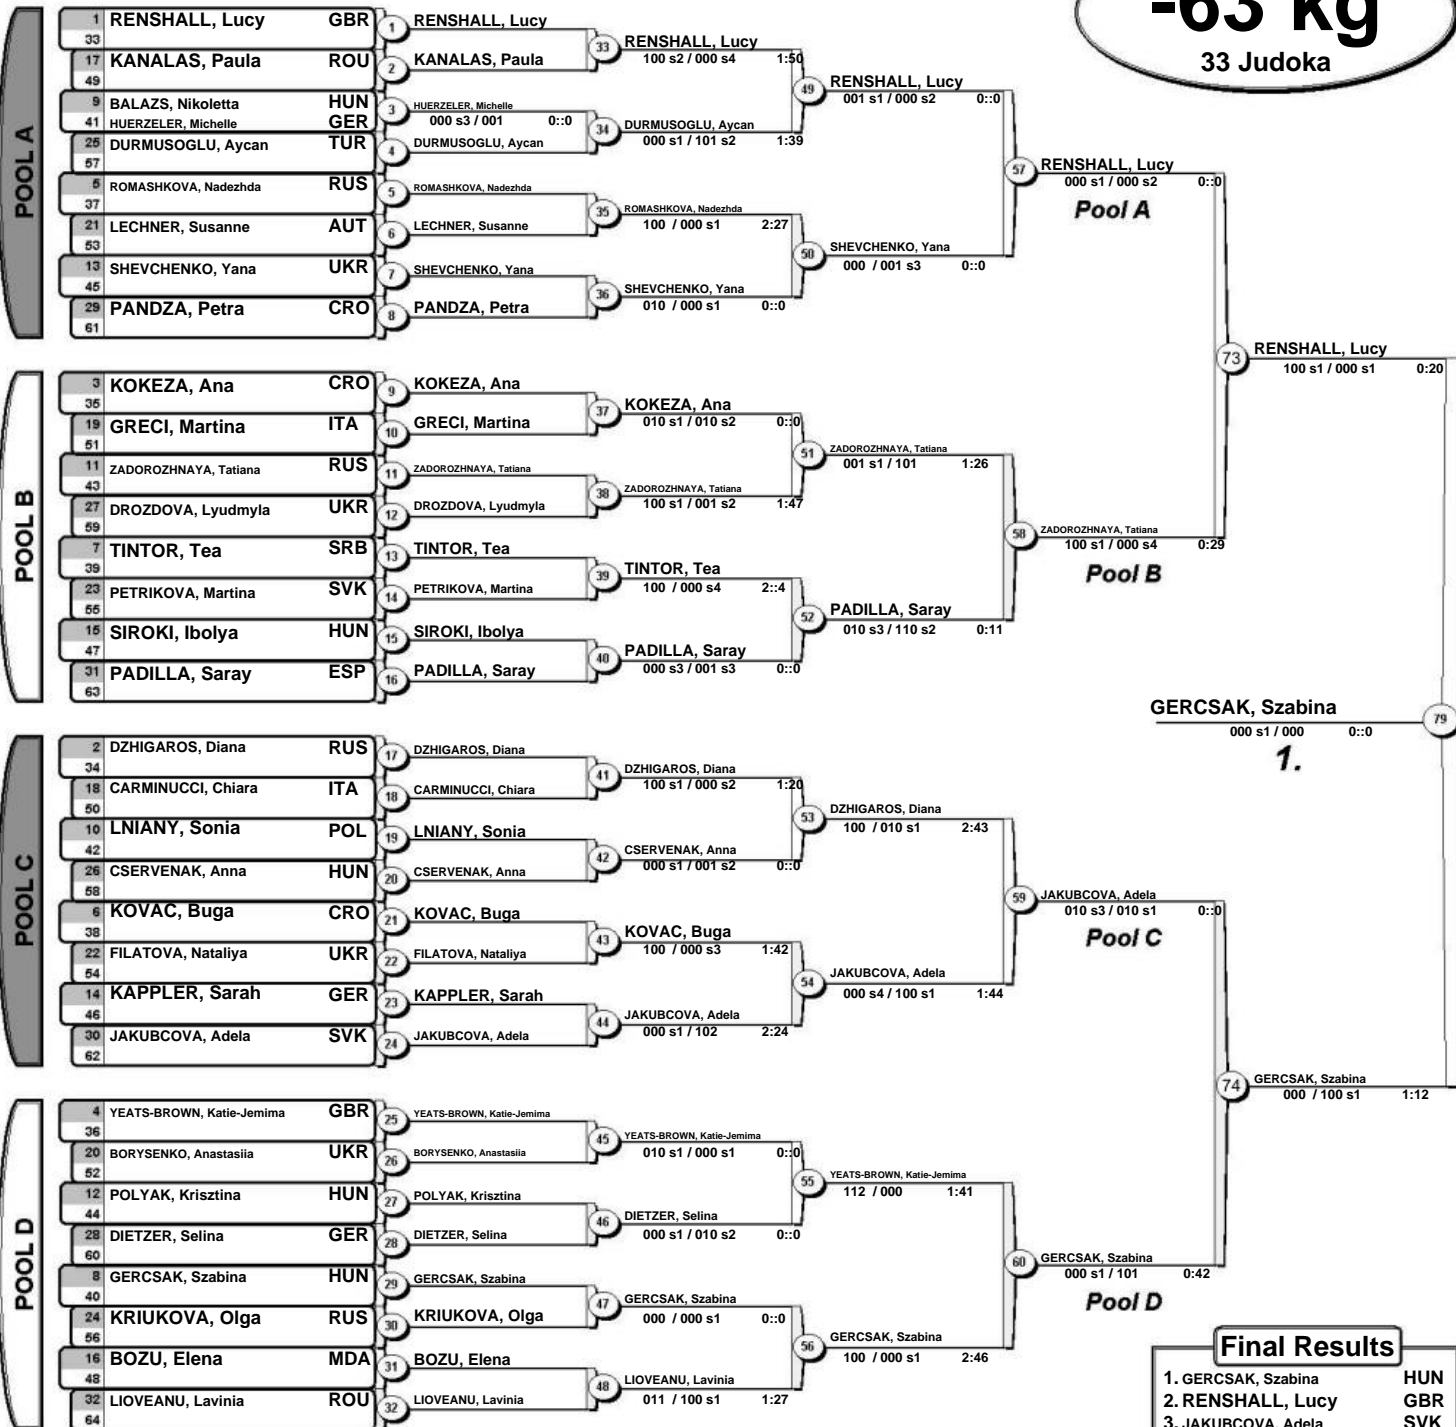 -63 kg
33 Judoka
POOL A
1 RENSHALL, Lucy GBR
33
17 KANALAS, Paula ROU
49
9 BALAZS, Nikoletta HUN
41 HUERZELER, Michelle GER
25 DURMUSOGLU, Aycan TUR
57
5 ROMASHKOVA, Nadezhda RUS
37
21 LECHNER, Susanne AUT
53
13 SHEVCHENKO, Yana UKR
45
29 PANDZA, Petra CRO
61
1 RENSHALL, Lucy
2 KANALAS, Paula
3 HUERZELER, Michelle
000 s3 / 001 0::0
4 DURMUSOGLU, Aycan
5 ROMASHKOVA, Nadezhda
6 LECHNER, Susanne
7 SHEVCHENKO, Yana
8 PANDZA, Petra
33 RENSHALL, Lucy
100 s2 / 000 s4 1:50
34 DURMUSOGLU, Aycan
000 s1 / 101 s2 1:39
35 ROMASHKOVA, Nadezhda
100 / 000 s1 2:27
36 SHEVCHENKO, Yana
010 / 000 s1 0::0
49 RENSHALL, Lucy
001 s1 / 000 s2 0::0
50 SHEVCHENKO, Yana
000 / 001 s3 0::0
57 RENSHALL, Lucy
000 s1 / 000 s2 0::0
Pool A
POOL B
3 KOKEZA, Ana CRO
35
19 GRECI, Martina ITA
51
11 ZADOROZHNAYA, Tatiana RUS
43
27 DROZDOVA, Lyudmyla UKR
59
7 TINTOR, Tea SRB
39
23 PETRIKOVA, Martina SVK
55
15 SIROKI, Ibolya HUN
47
31 PADILLA, Saray ESP
63
9 KOKEZA, Ana
10 GRECI, Martina
11 ZADOROZHNAYA, Tatiana
12 DROZDOVA, Lyudmyla
13 TINTOR, Tea
14 PETRIKOVA, Martina
15 SIROKI, Ibolya
16 PADILLA, Saray
37 KOKEZA, Ana
010 s1 / 010 s2 0::0
38 ZADOROZHNAYA, Tatiana
100 s1 / 001 s2 1:47
39 TINTOR, Tea
100 / 000 s4 2::4
40 PADILLA, Saray
000 s3 / 001 s3 0::0
51 ZADOROZHNAYA, Tatiana
001 s1 / 101 1:26
52 PADILLA, Saray
010 s3 / 110 s2 0:11
58 ZADOROZHNAYA, Tatiana
100 s1 / 000 s4 0:29
Pool B
73 RENSHALL, Lucy
100 s1 / 000 s1 0:20
GERCSAK, Szabina 79
000 s1 / 000 0::0
1.
POOL C
2 DZHIGAROS, Diana RUS
34
18 CARMINUCCI, Chiara ITA
50
10 LNIANY, Sonia POL
42
26 CSERVENAK, Anna HUN
58
6 KOVAC, Buga CRO
38
22 FILATOVA, Nataliya UKR
54
14 KAPPLER, Sarah GER
46
30 JAKUBCOVA, Adela SVK
62
17 DZHIGAROS, Diana
18 CARMINUCCI, Chiara
19 LNIANY, Sonia
20 CSERVENAK, Anna
21 KOVAC, Buga
22 FILATOVA, Nataliya
23 KAPPLER, Sarah
24 JAKUBCOVA, Adela
41 DZHIGAROS, Diana
100 s1 / 000 s2 1:20
42 CSERVENAK, Anna
000 s1 / 001 s2 0::0
43 KOVAC, Buga
100 / 000 s3 1:42
44 JAKUBCOVA, Adela
000 s1 / 102 2:24
53 DZHIGAROS, Diana
100 / 010 s1 2:43
54 JAKUBCOVA, Adela
000 s4 / 100 s1 1:44
59 JAKUBCOVA, Adela
010 s3 / 010 s1 0::0
Pool C
POOL D
4 YEATS-BROWN, Katie-Jemima GBR
36
20 BORYSENKO, Anastasiia UKR
52
12 POLYAK, Krisztina HUN
44
28 DIETZER, Selina GER
60
8 GERCSAK, Szabina HUN
40
24 KRIUKOVA, Olga RUS
56
16 BOZU, Elena MDA
48
32 LIOVEANU, Lavinia ROU
64
25 YEATS-BROWN, Katie-Jemima
26 BORYSENKO, Anastasiia
27 POLYAK, Krisztina
28 DIETZER, Selina
29 GERCSAK, Szabina
30 KRIUKOVA, Olga
31 BOZU, Elena
32 LIOVEANU, Lavinia
45 YEATS-BROWN, Katie-Jemima
010 s1 / 000 s1 0::0
46 DIETZER, Selina
000 s1 / 010 s2 0::0
47 GERCSAK, Szabina
000 / 000 s1 0::0
48 LIOVEANU, Lavinia
011 / 100 s1 1:27
55 YEATS-BROWN, Katie-Jemima
112 / 000 1:41
56 GERCSAK, Szabina
100 / 000 s1 2:46
60 GERCSAK, Szabina
000 s1 / 101 0:42
Pool D
74 GERCSAK, Szabina
000 / 100 s1 1:12
Final Results
1. GERCSAK, Szabina HUN
2. RENSHALL, Lucy GBR
3. JAKUBCOVA, Adela SVK